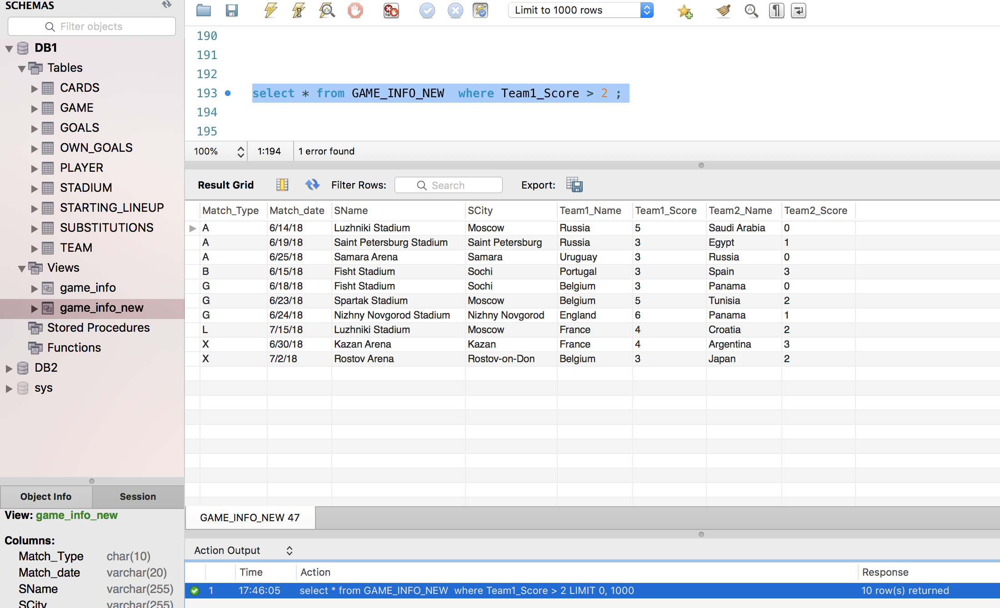 SCHEMAS
Filter objects
DB1
Tables
CARDS
GAME
GOALS
OWN_GOALS
PLAYER
STADIUM
STARTING_LINEUP
SUBSTITUTIONS
TEAM
Views
game_info
game_info_new
Stored Procedures
Functions
DB2
sys
Object Info Session
View: game_info_new
Columns:
Match_Type char(10)
Match_date varchar(20)
SName varchar(255)
SCity varchar(255)
Limit to 1000 rows
190
191
192
193 select * from GAME_INFO_NEW where Team1_Score > 2 ;
194
195
100% 1:194 1 error found
Result Grid Filter Rows: Search Export:
Match_Type Match_date SName SCity Team1_Name Team1_Score Team2_Name Team2_Score
A 6/14/18 Luzhniki Stadium Moscow Russia 5 Saudi Arabia 0
A 6/19/18 Saint Petersburg Stadium Saint Petersburg Russia 3 Egypt 1
A 6/25/18 Samara Arena Samara Uruguay 3 Russia 0
B 6/15/18 Fisht Stadium Sochi Portugal 3 Spain 3
G 6/18/18 Fisht Stadium Sochi Belgium 3 Panama 0
G 6/23/18 Spartak Stadium Moscow Belgium 5 Tunisia 2
G 6/24/18 Nizhny Novgorod Stadium Nizhny Novgorod England 6 Panama 1
L 7/15/18 Luzhniki Stadium Moscow France 4 Croatia 2
X 6/30/18 Kazan Arena Kazan France 4 Argentina 3
X 7/2/18 Rostov Arena Rostov-on-Don Belgium 3 Japan 2
GAME_INFO_NEW 47
Action Output
Time Action Response
1 17:46:05 select * from GAME_INFO_NEW where Team1_Score > 2 LIMIT 0, 1000 10 row(s) returned